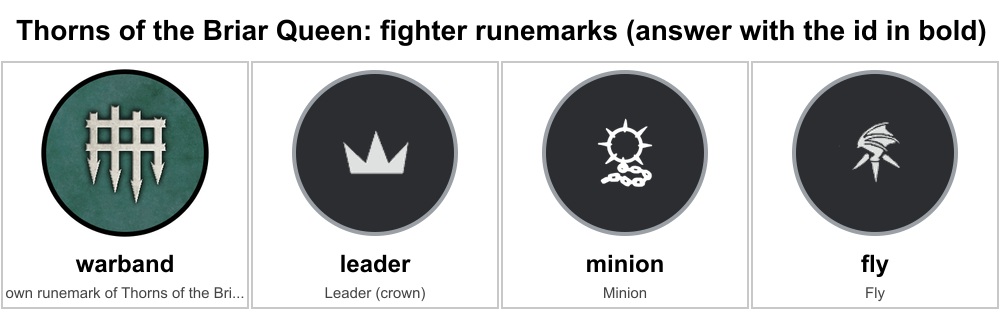 Thorns of the Briar Queen: fighter runemarks (answer with the id in bold)
warband
own runemark of Thorns of the Bri...
leader
Leader (crown)
minion
Minion
fly
Fly